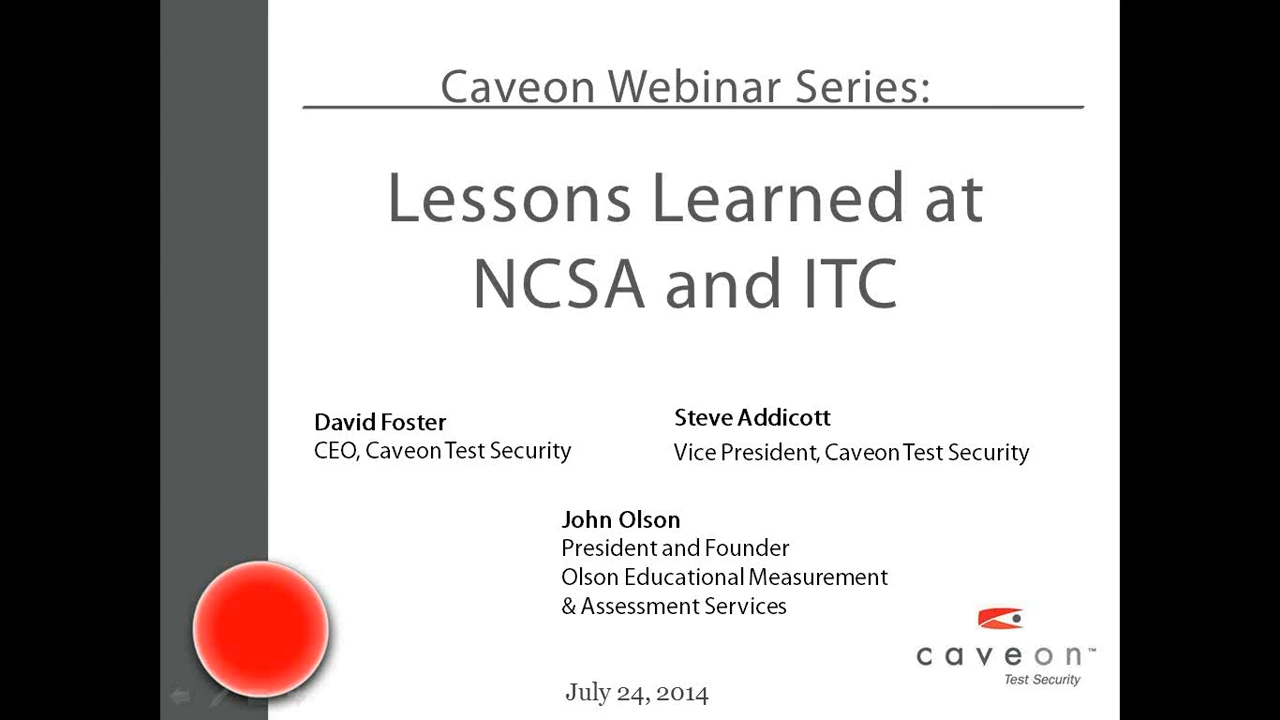 Caveon Webinar Series:
Lessons Learned at
NCSA and ITC
David Foster
CEO, Caveon Test Security
Steve Addicott
Vice President, Caveon Test Security
John Olson
President and Founder
Olson Educational Measurement
& Assessment Services
caveon™
Test Security
July 24, 2014